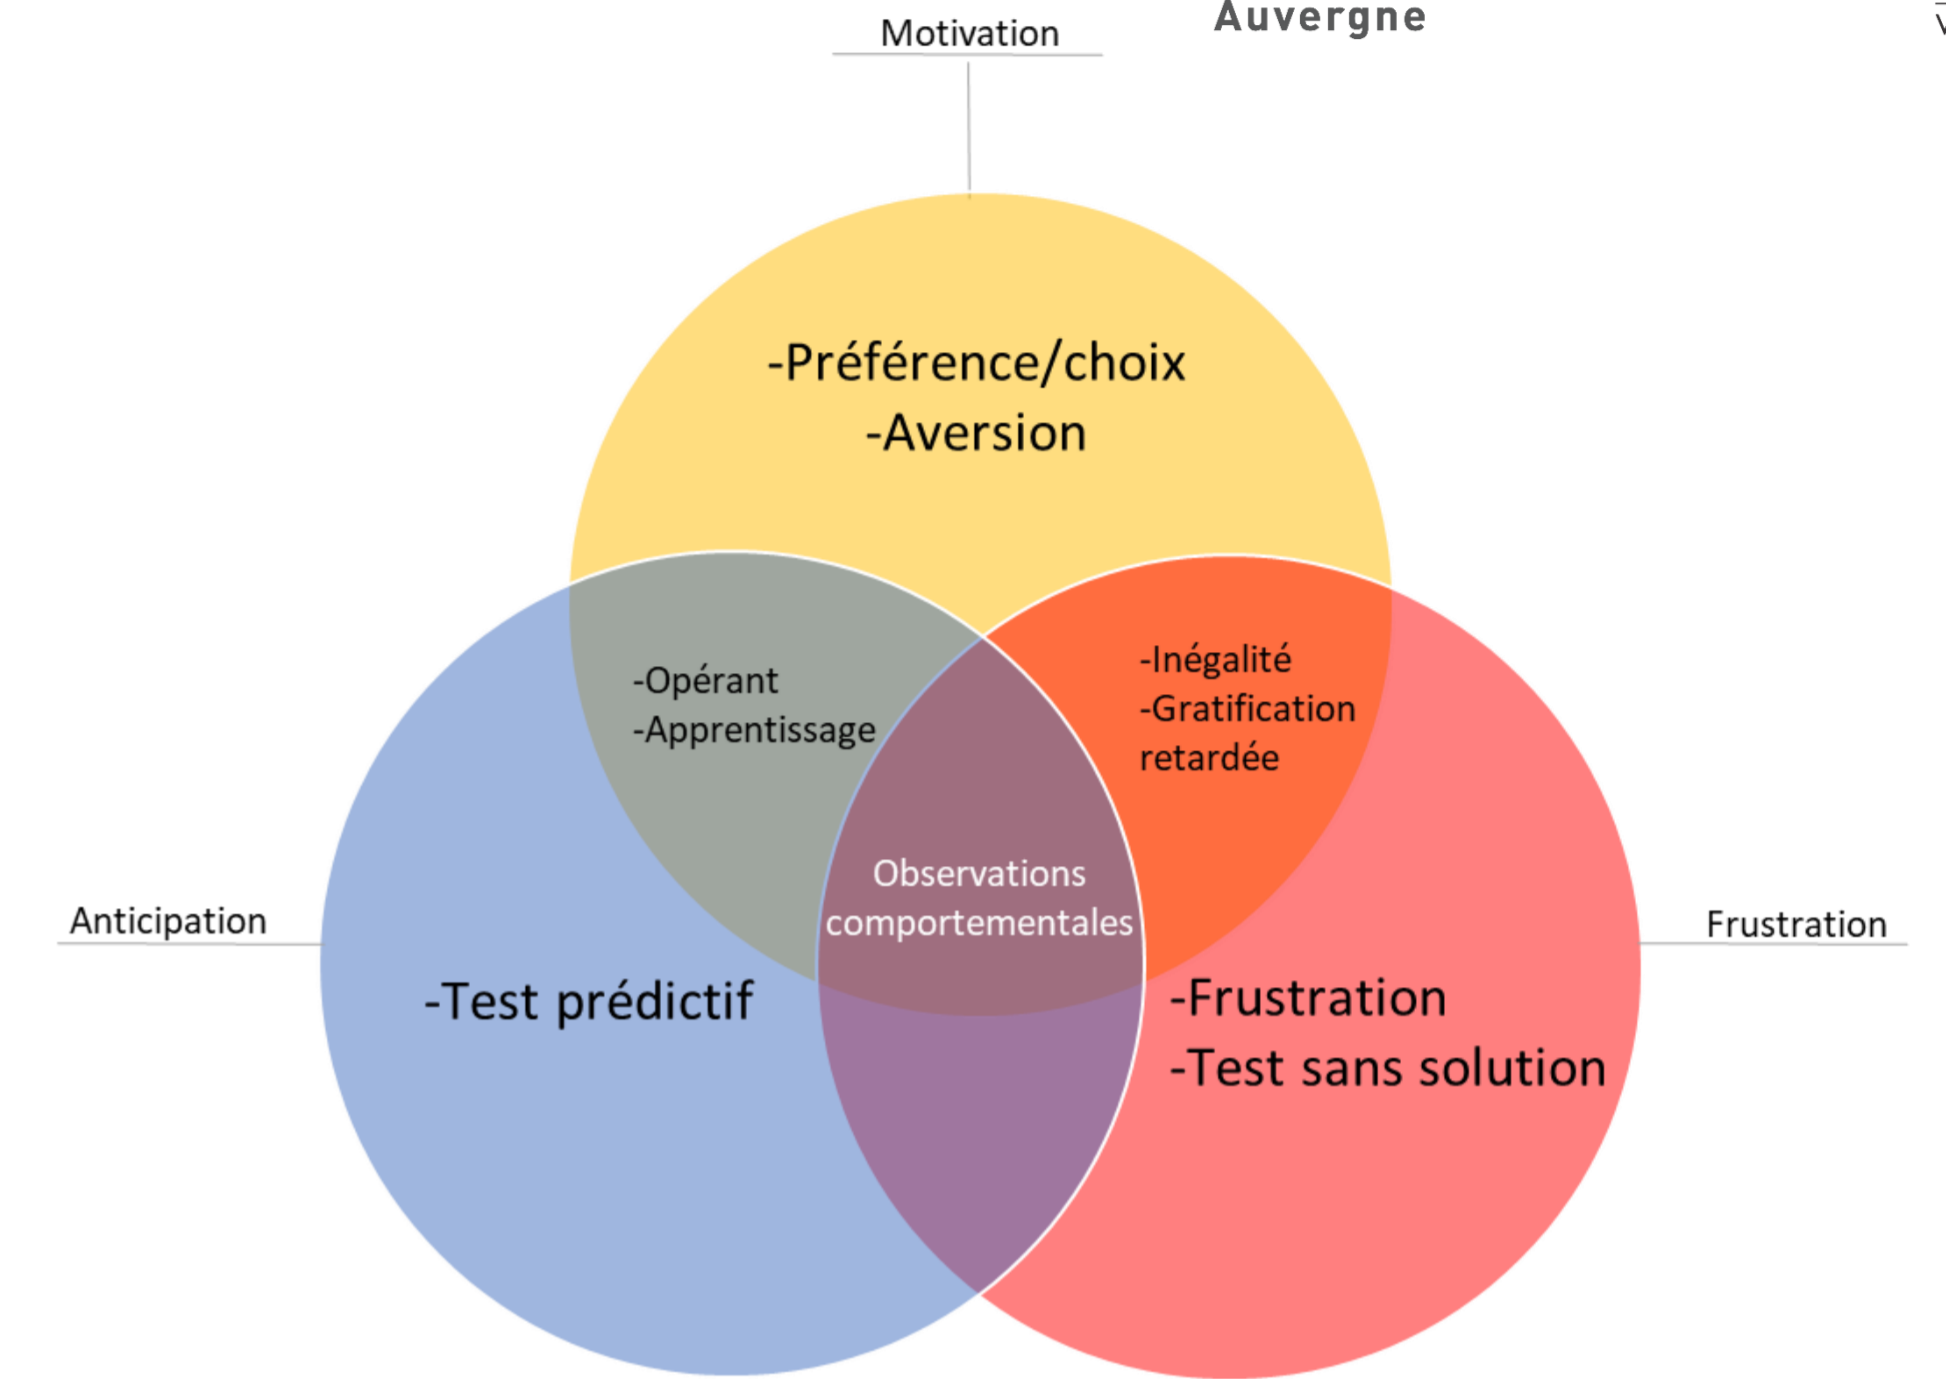 Auvergne
Motivation
-Préférence/choix
-Aversion
-Opérant
-Apprentissage
-Inégalité
-Gratification
retardée
Observations
comportementales
Anticipation
Frustration
-Test prédictif
-Frustration
-Test sans solution